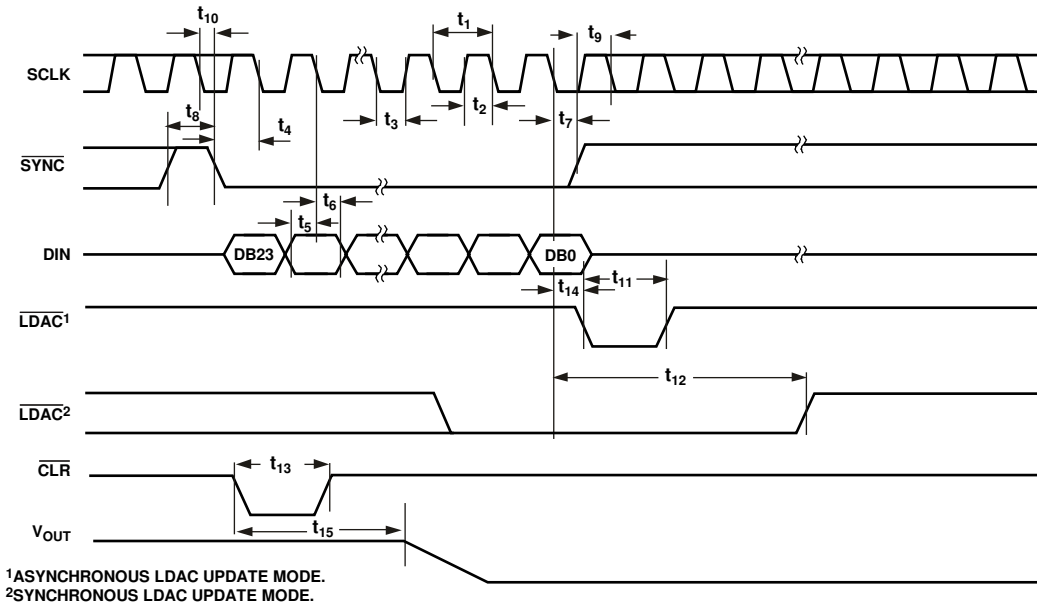 t10
t1
t9
SCLK
t8
t4
t3
t2
t7
SYNC
t6
t5
DIN
DB23
DB0
t11
t14
LDAC1
t12
LDAC2
CLR
t13
t15
VOUT
1ASYNCHRONOUS LDAC UPDATE MODE.
2SYNCHRONOUS LDAC UPDATE MODE.